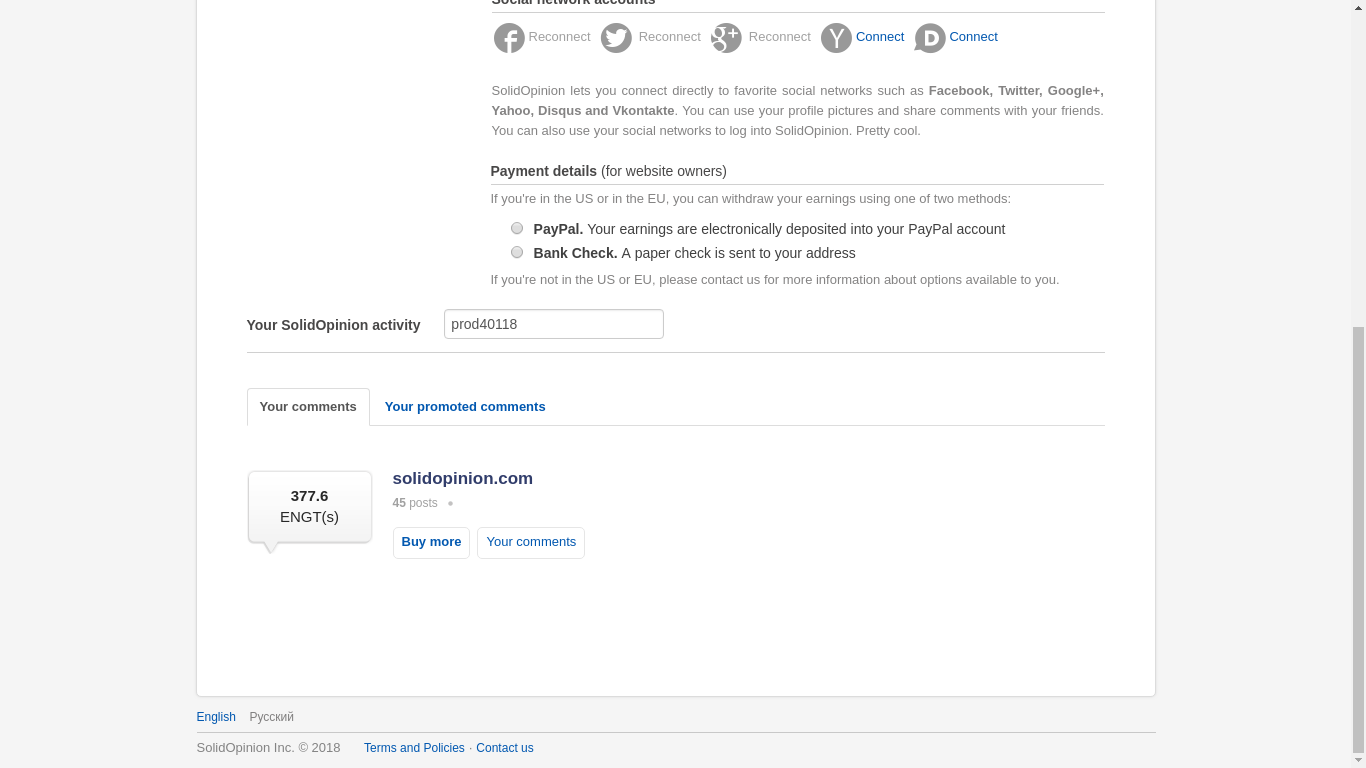 Social network accounts
Reconnect Reconnect Reconnect Connect Connect
SolidOpinion lets you connect directly to favorite social networks such as Facebook, Twitter, Google+,
Yahoo, Disqus and Vkontakte. You can use your profile pictures and share comments with your friends.
You can also use your social networks to log into SolidOpinion. Pretty cool.
Payment details (for website owners)
If you're in the US or in the EU, you can withdraw your earnings using one of two methods:
PayPal. Your earnings are electronically deposited into your PayPal account
Bank Check. A paper check is sent to your address
If you're not in the US or EU, please contact us for more information about options available to you.
Your SolidOpinion activity prod40118
Your comments Your promoted comments
377.6
ENGT(s)
solidopinion.com
45 posts
Buy more Your comments
English Русский
SolidOpinion Inc. © 2018 Terms and Policies · Contact us